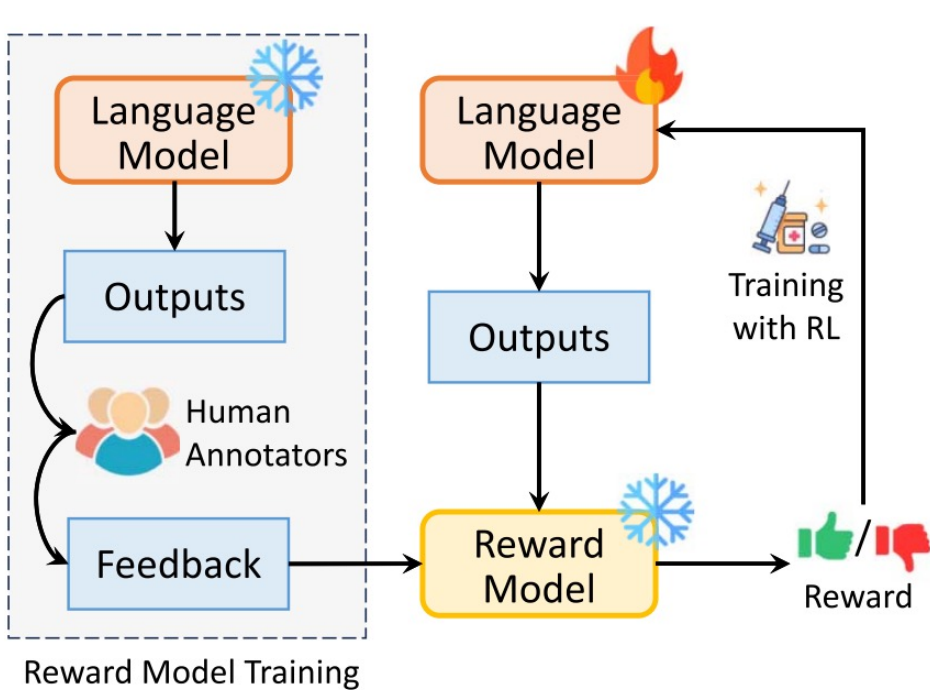 Language
Model
Outputs
Human
Annotators
Feedback
Reward Model Training
Language
Model
Outputs
Reward
Model
Training
with RL
/
Reward